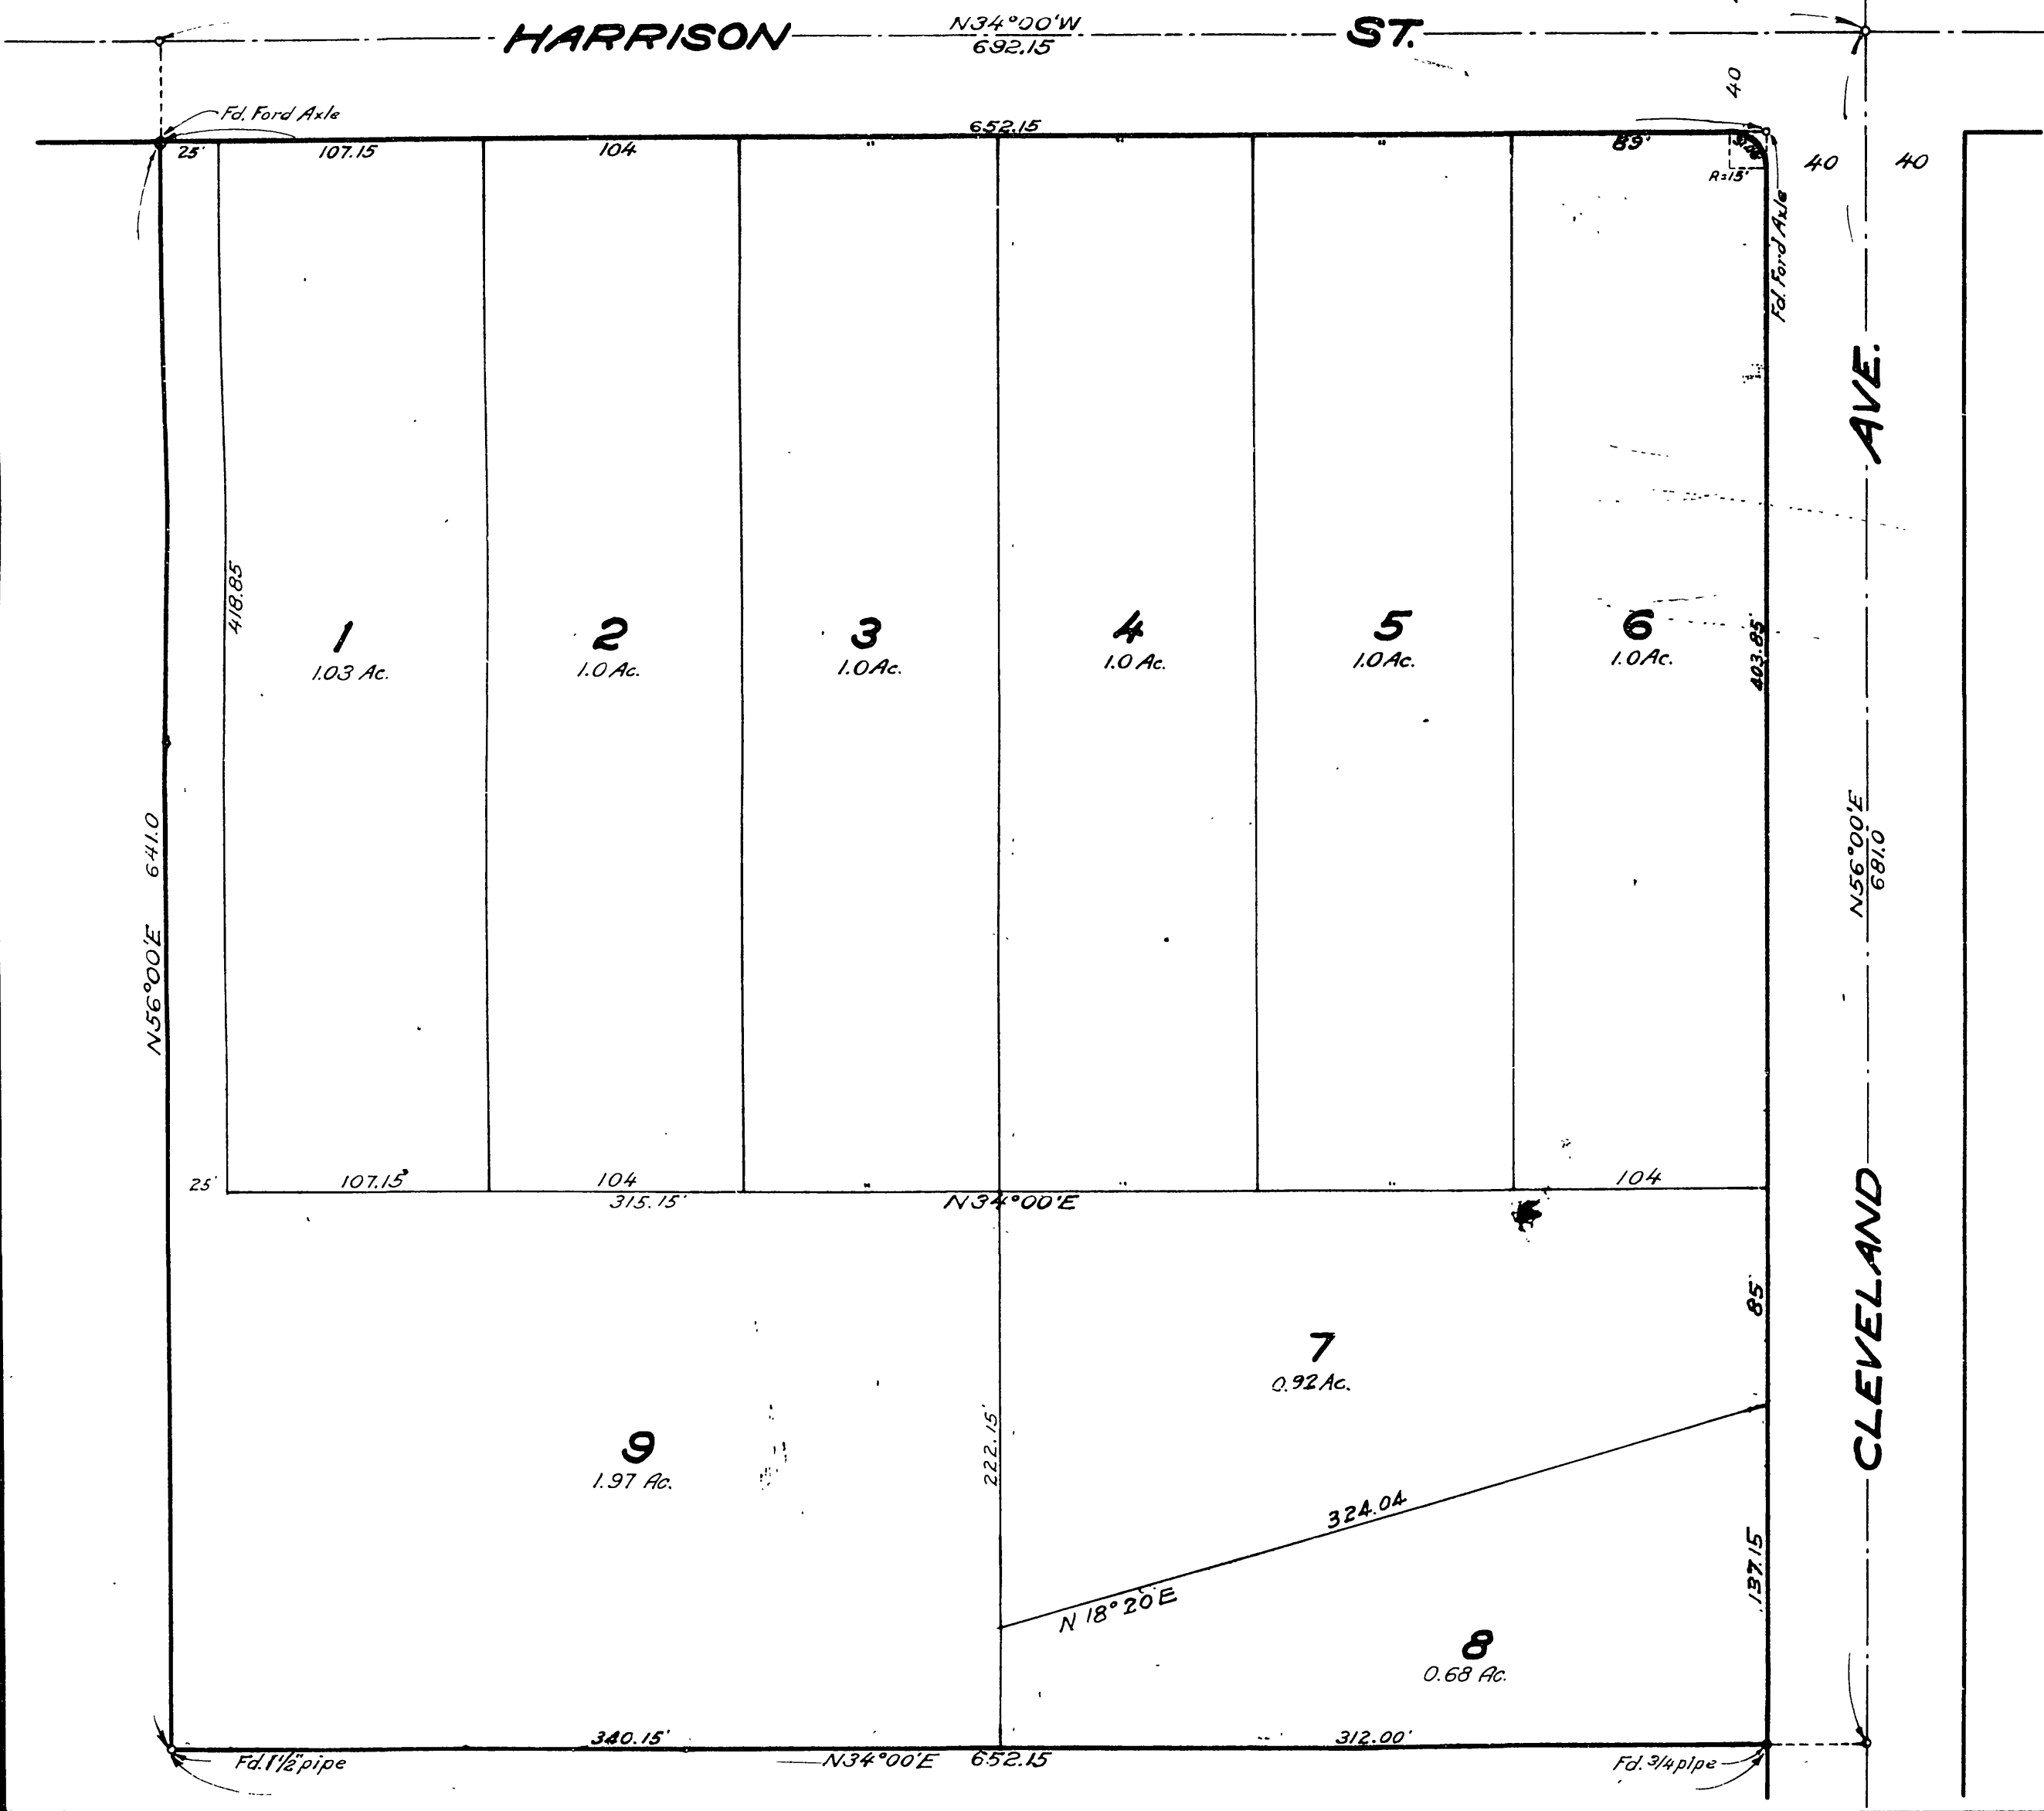 HARRISON N34°00'W ST.
692.15
40
Fd. Ford Axle
652.15
25' 107.15 104 " " " 89'
R=15'
40 40
Fd. Ford Axle
AVE.
418.85
1 2 3 4 5 6
1.03 Ac. 1.0 Ac. 1.0 Ac. 1.0 Ac. 1.0 Ac. 1.0 Ac.
403.85
N56°00'E 641.0
N56°00'E
681.0
25' 107.15' 104 " " " 104
315.15' N34°00'E
CLEVELAND
85'
7
0.92 Ac.
9
1.97 Ac.
222.15'
324.04
N 18°20'E
137.15
8
0.68 Ac.
340.15' 312.00'
Fd. 1 1/2" pipe N34°00'E 652.15 Fd. 3/4 pipe